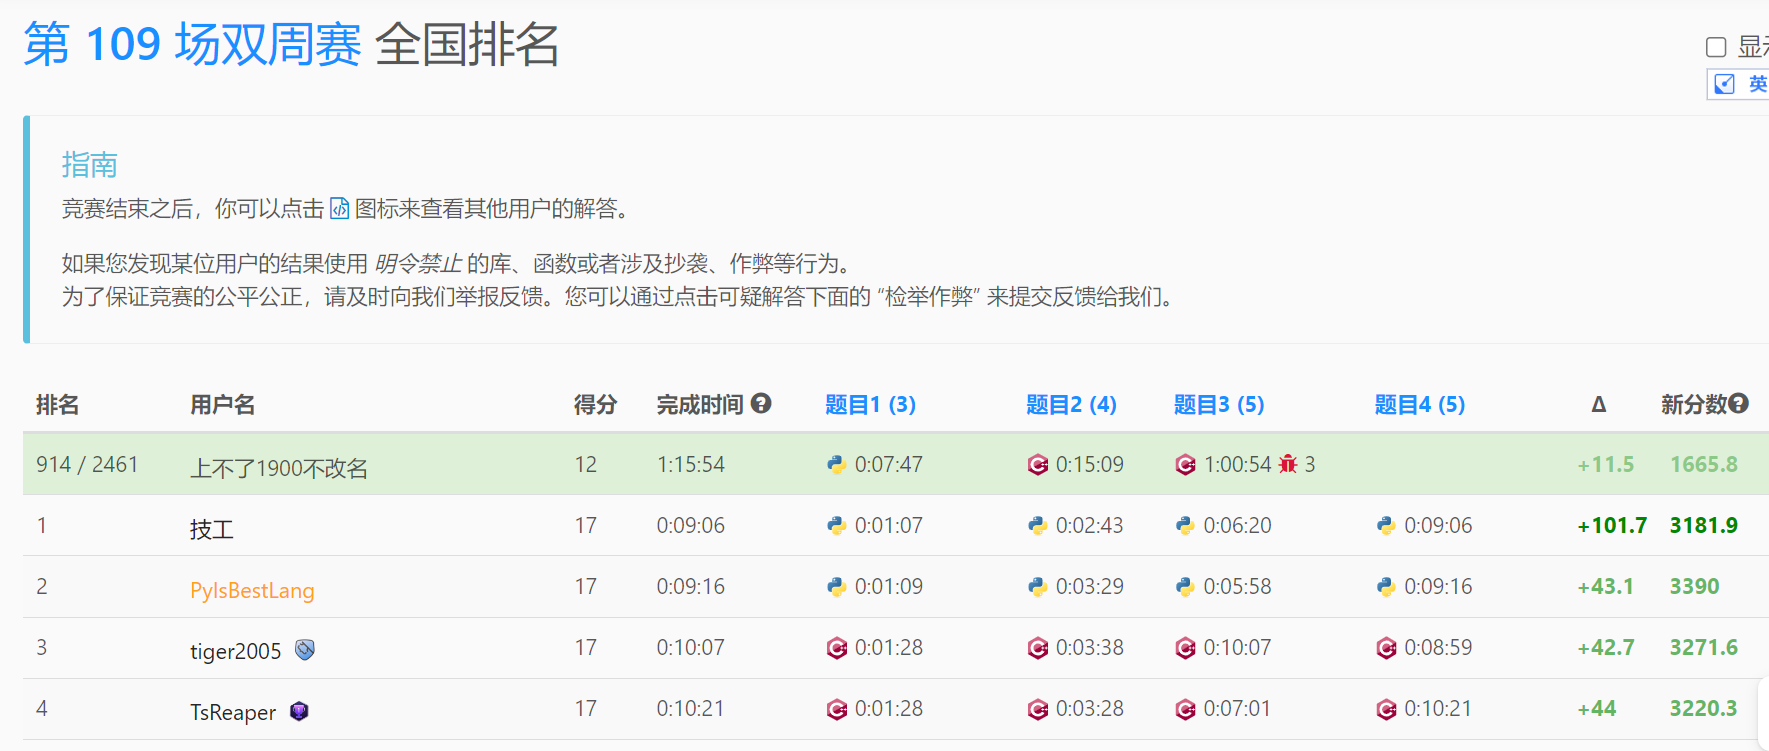 第 109 场双周赛 全国排名
显示
英
指南
竞赛结束之后，你可以点击 图标来查看其他用户的解答。
如果您发现某位用户的结果使用 明令禁止 的库、函数或者涉及抄袭、作弊等行为。
为了保证竞赛的公平公正，请及时向我们举报反馈。您可以通过点击可疑解答下面的 “检举作弊” 来提交反馈给我们。
排名 用户名 得分 完成时间 题目1 (3) 题目2 (4) 题目3 (5) 题目4 (5) Δ 新分数
914 / 2461 上不了1900不改名 12 1:15:54 0:07:47 0:15:09 1:00:54 3 +11.5 1665.8
1 技工 17 0:09:06 0:01:07 0:02:43 0:06:20 0:09:06 +101.7 3181.9
2 PyIsBestLang 17 0:09:16 0:01:09 0:03:29 0:05:58 0:09:16 +43.1 3390
3 tiger2005 17 0:10:07 0:01:28 0:03:38 0:10:07 0:08:59 +42.7 3271.6
4 TsReaper 17 0:10:21 0:01:28 0:03:28 0:07:01 0:10:21 +44 3220.3